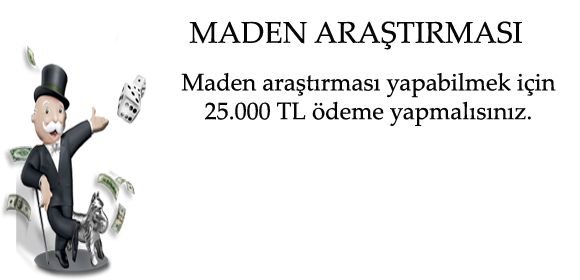 MADEN ARAŞTIRMASI
Maden araştırması yapabilmek için
25.000 TL ödeme yapmalısınız.